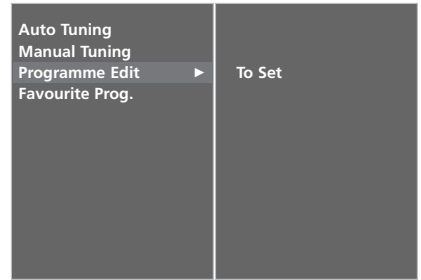 Auto Tuning
Manual Tuning
Programme Edit ► To Set
Favourite Prog.